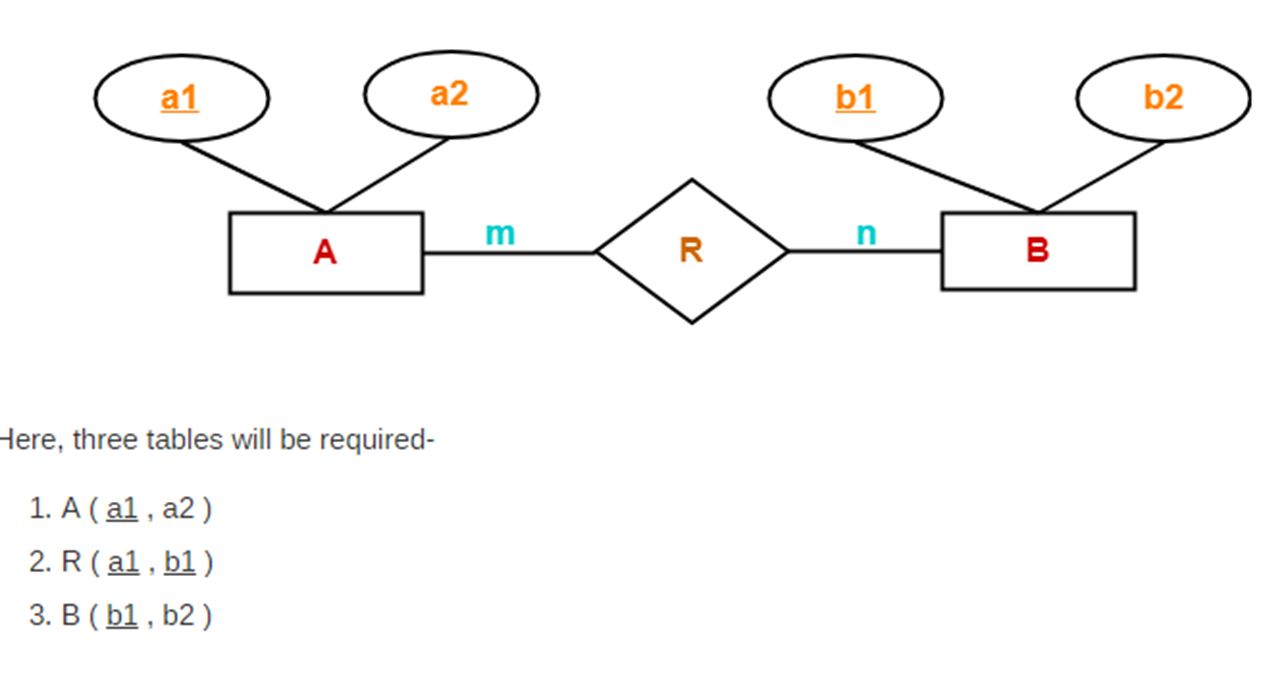 a1 a2 b1 b2
A m R n B
Here, three tables will be required-
1. A ( a1 , a2 )
2. R ( a1 , b1 )
3. B ( b1 , b2 )